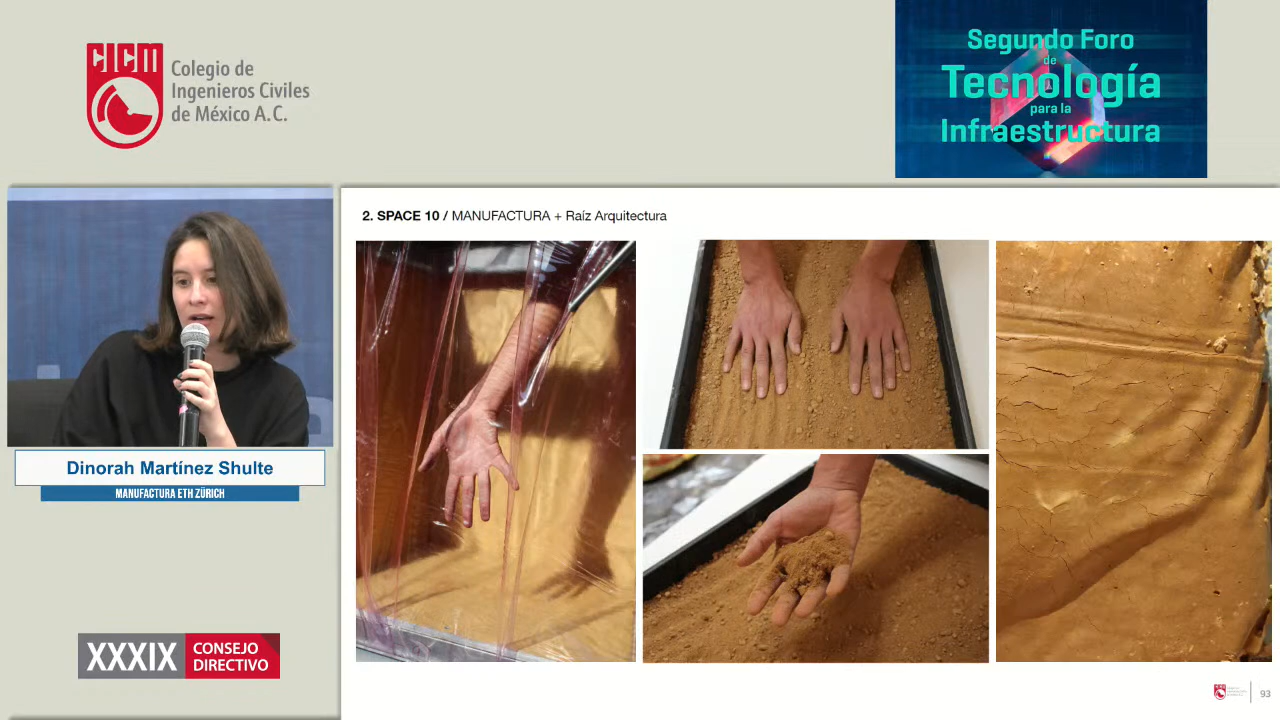 CICM
Colegio de
Ingenieros Civiles
de México A.C.
Segundo Foro
de
Tecnología
para la
Infraestructura
2. SPACE 10 / MANUFACTURA + Raíz Arquitectura
Dinorah Martínez Shulte
MANUFACTURA ETH ZÜRICH
XXXIX
CONSEJO
DIRECTIVO
93